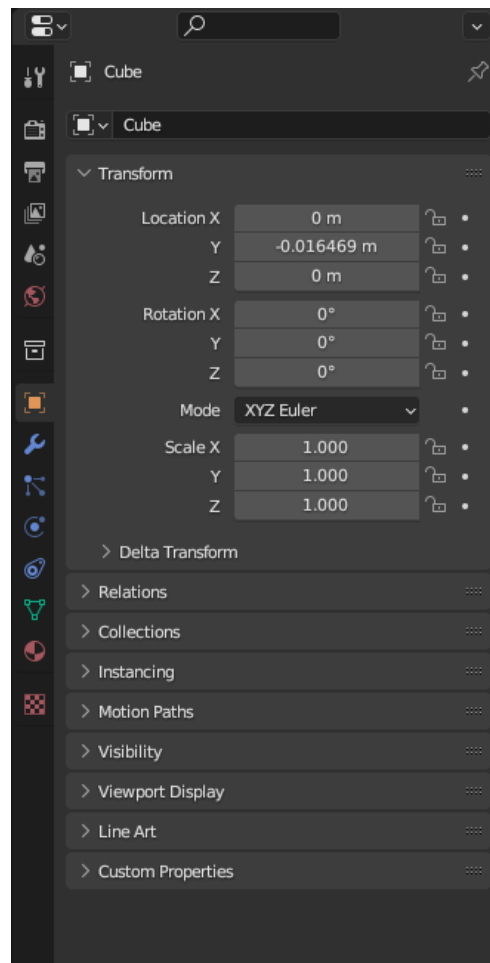 Cube
Cube
Transform
Location X 0 m
Y -0.016469 m
Z 0 m
Rotation X 0°
Y 0°
Z 0°
Mode XYZ Euler
Scale X 1.000
Y 1.000
Z 1.000
Delta Transform
Relations
Collections
Instancing
Motion Paths
Visibility
Viewport Display
Line Art
Custom Properties